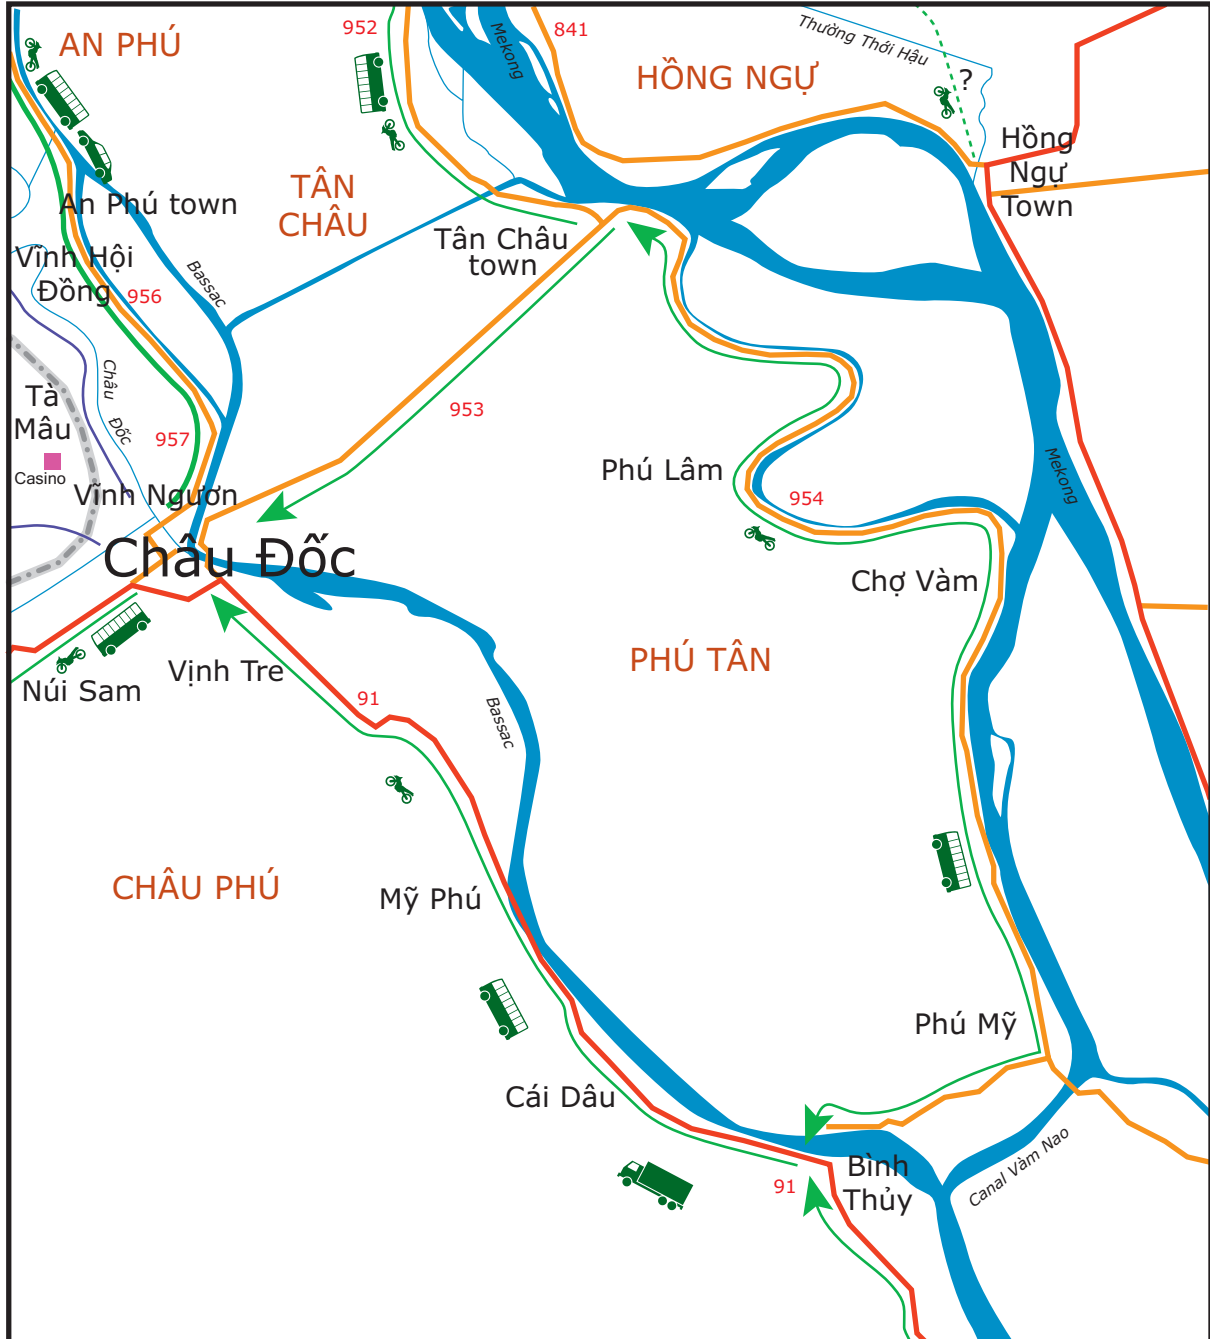 952
841
AN PHÚ
Mekong
Thường Thới Hậu
HỒNG NGỰ
?
Hồng
Ngự
Town
TÂN
CHÂU
An Phú town
Tân Châu
town
Vĩnh Hội
Đồng
956
Bassac
Châu
Đốc
Tà
Mâu
Casino
957
953
Vĩnh Ngươn
Phú Lâm
954
Mekong
Châu Đốc
Chợ Vàm
PHÚ TÂN
Vịnh Tre
Núi Sam
91
Bassac
CHÂU PHÚ
Mỹ Phú
Phú Mỹ
Cái Dâu
Bình
Thủy
91
Canal Vàm Nao